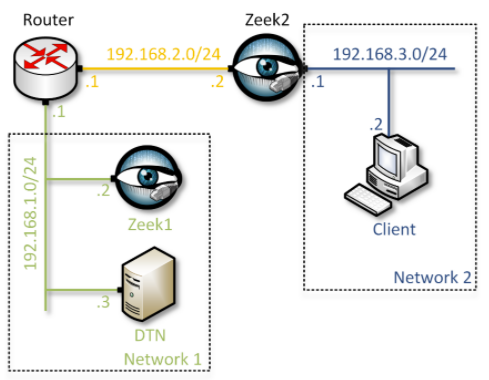 Router
Zeek2
192.168.2.0/24
192.168.3.0/24
.1
.2
.1
.1
.2
192.168.1.0/24
.2
Zeek1
Client
.3
DTN
Network 2
Network 1